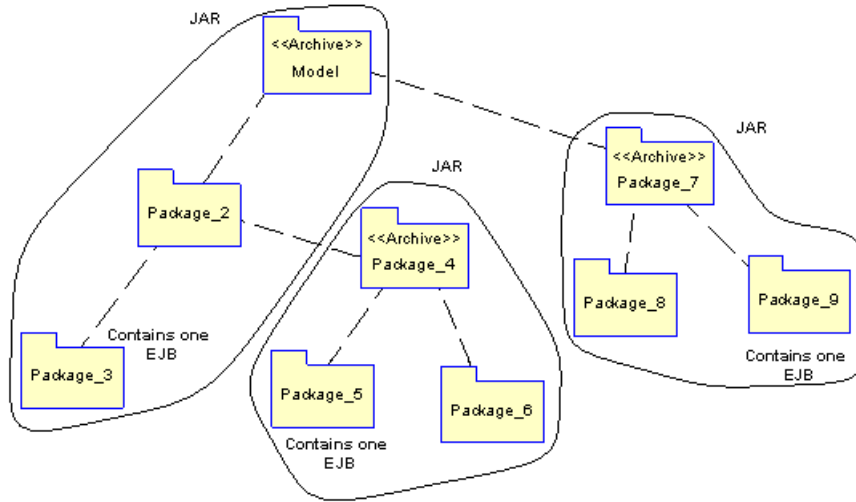 JAR
<<Archive>>
Model
JAR
<<Archive>>
Package_7
JAR
Package_2
<<Archive>>
Package_4
Package_8
Package_9
Contains one
EJB
Package_3
Contains one
EJB
Package_5
Package_6
Contains one
EJB